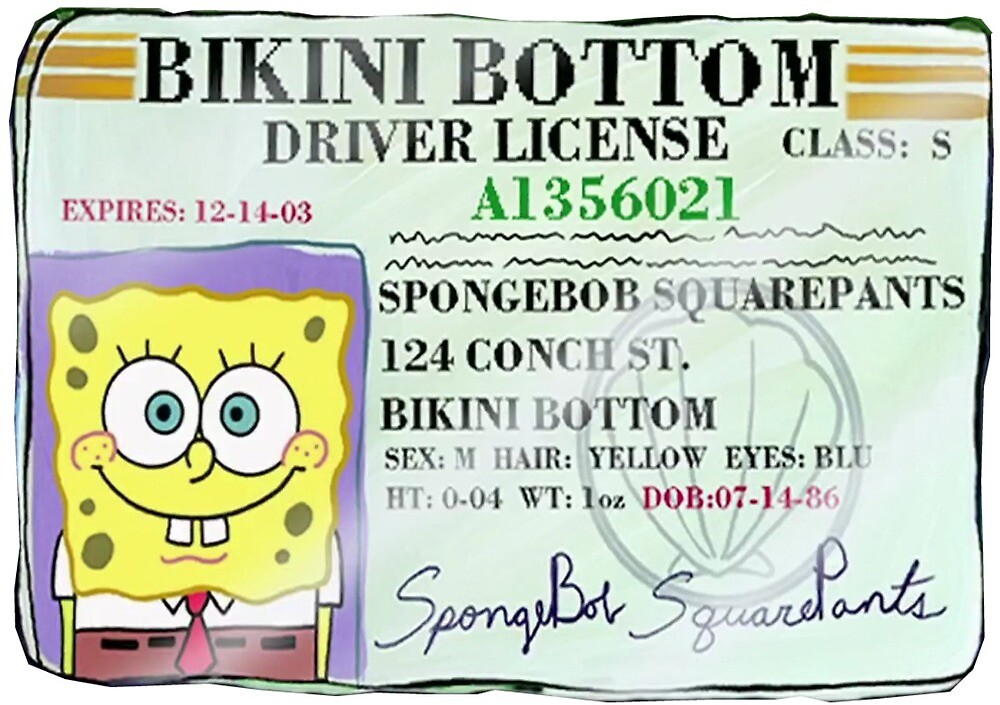 BIKINI BOTTOM
DRIVER LICENSE CLASS: S
A1356021
EXPIRES: 12-14-03
SPONGEBOB SQUAREPANTS
124 CONCH ST.
BIKINI BOTTOM
SEX: M HAIR: YELLOW EYES: BLU
HT: 0-04 WT: 1oz DOB:07-14-86
SpongeBob SquarePants